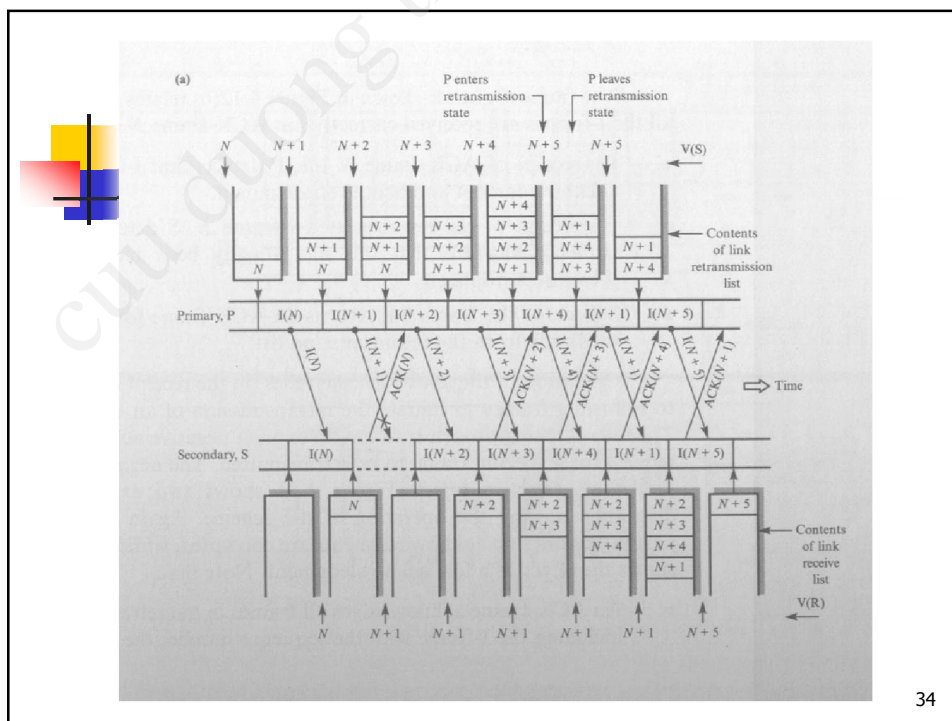 cuu duong
(a)
P enters retransmission state
P leaves retransmission state
N N + 1 N + 2 N + 3 N + 4 N + 5 N + 5 V(S)
N
N + 1
N
N + 2
N + 1
N
N + 3
N + 2
N + 1
N + 4
N + 3
N + 2
N + 1
N + 1
N + 4
N + 3
N + 1
N + 4
Contents of link retransmission list
Primary, P I(N) I(N + 1) I(N + 2) I(N + 3) I(N + 4) I(N + 1) I(N + 5)
I(N) I(N + 1) ACK(N) I(N + 2) I(N + 3) ACK(N + 2) I(N + 4) ACK(N + 3) I(N + 1) ACK(N + 4) I(N + 5) ACK(N + 1)
Time
Secondary, S I(N) I(N + 2) I(N + 3) I(N + 4) I(N + 1) I(N + 5)
N
N + 2
N + 2
N + 3
N + 2
N + 3
N + 4
N + 2
N + 3
N + 4
N + 1
N + 5
Contents of link receive list
V(R)
N N + 1 N + 1 N + 1 N + 1 N + 1 N + 5
34